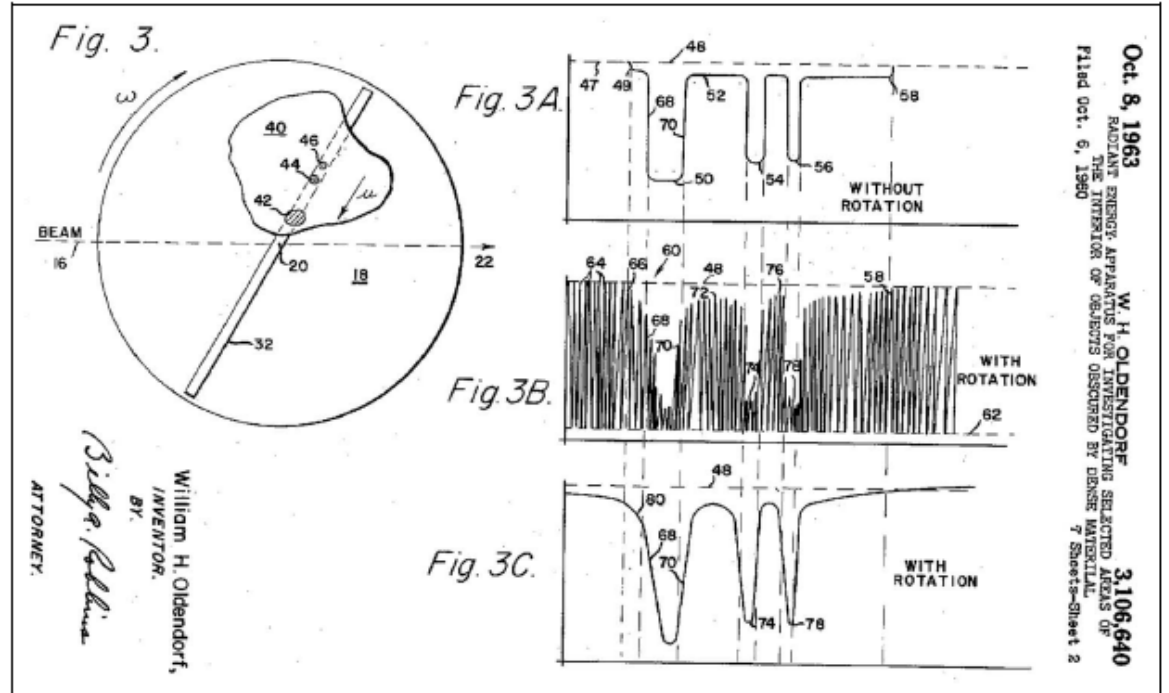 Oct. 8, 1963
W. H. OLDENDORF
3,106,640
RADIANT ENERGY APPARATUS FOR INVESTIGATING SELECTED AREAS OF
THE INTERIOR OF OBJECTS OBSCURED BY DENSE MATERILAL
Filed Oct. 6, 1960
7 Sheets-Sheet 2
Fig. 3.
ω
40
46
44
42
u
BEAM
16
20
18
22
32
Fig. 3A.
48
47
49
68
52
58
70
50
54
56
WITHOUT
ROTATION
Fig. 3B.
64
66
60
48
72
76
58
68
70
74
78
WITH
ROTATION
62
Fig. 3C.
48
80
68
70
74
78
WITH
ROTATION
William H. Oldendorf,
INVENTOR.
BY.
Billy A. Robbins
ATTORNEY.